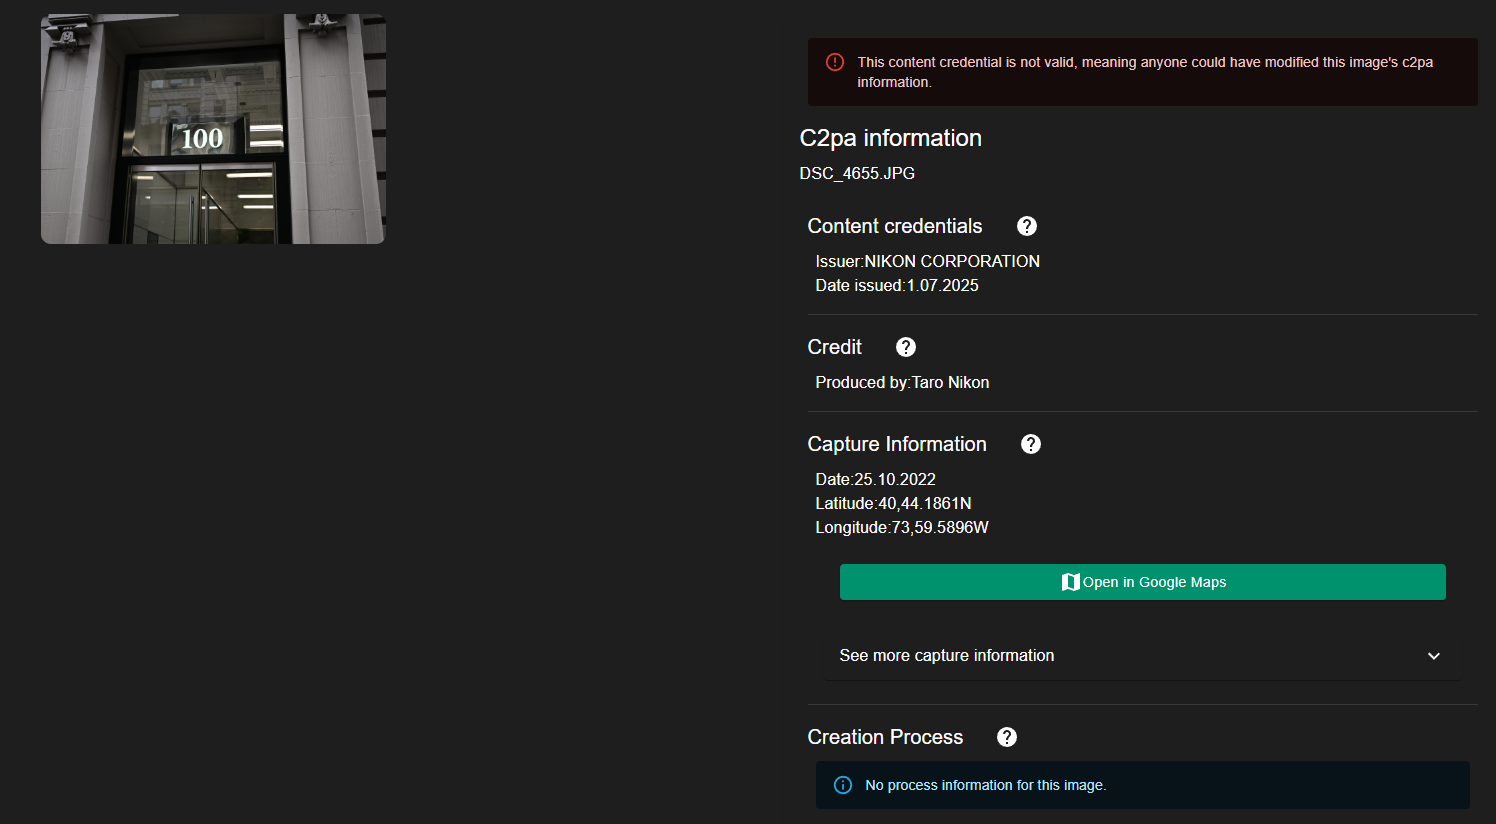 100
This content credential is not valid, meaning anyone could have modified this image's c2pa
information.
C2pa information
DSC_4655.JPG
Content credentials
Issuer:NIKON CORPORATION
Date issued:1.07.2025
Credit
Produced by:Taro Nikon
Capture Information
Date:25.10.2022
Latitude:40,44.1861N
Longitude:73,59.5896W
Open in Google Maps
See more capture information
Creation Process
No process information for this image.